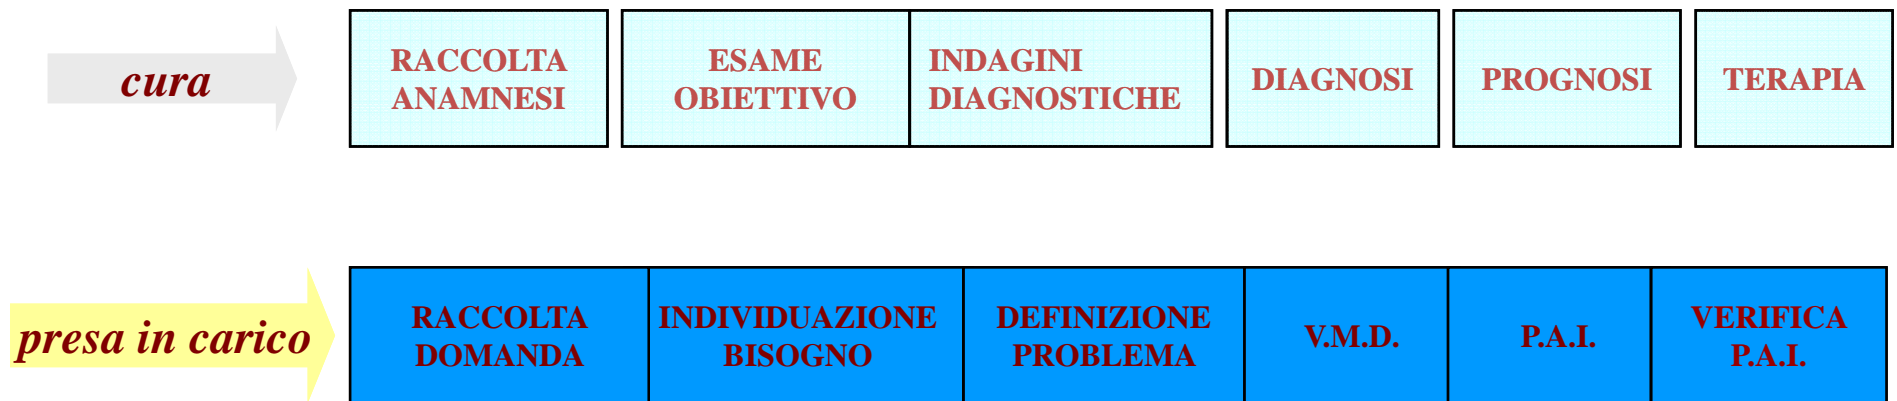 cura
RACCOLTA
ANAMNESI
ESAME
OBIETTIVO
INDAGINI
DIAGNOSTICHE
DIAGNOSI
PROGNOSI
TERAPIA
presa in carico
RACCOLTA
DOMANDA
INDIVIDUAZIONE
BISOGNO
DEFINIZIONE
PROBLEMA
V.M.D.
P.A.I.
VERIFICA
P.A.I.